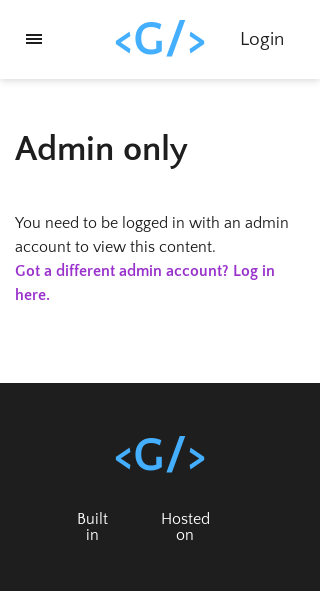 <G/>
Login
Admin only
You need to be logged in with an admin
account to view this content.
Got a different admin account? Log in
here.
<G/>
Built
in
Hosted
on